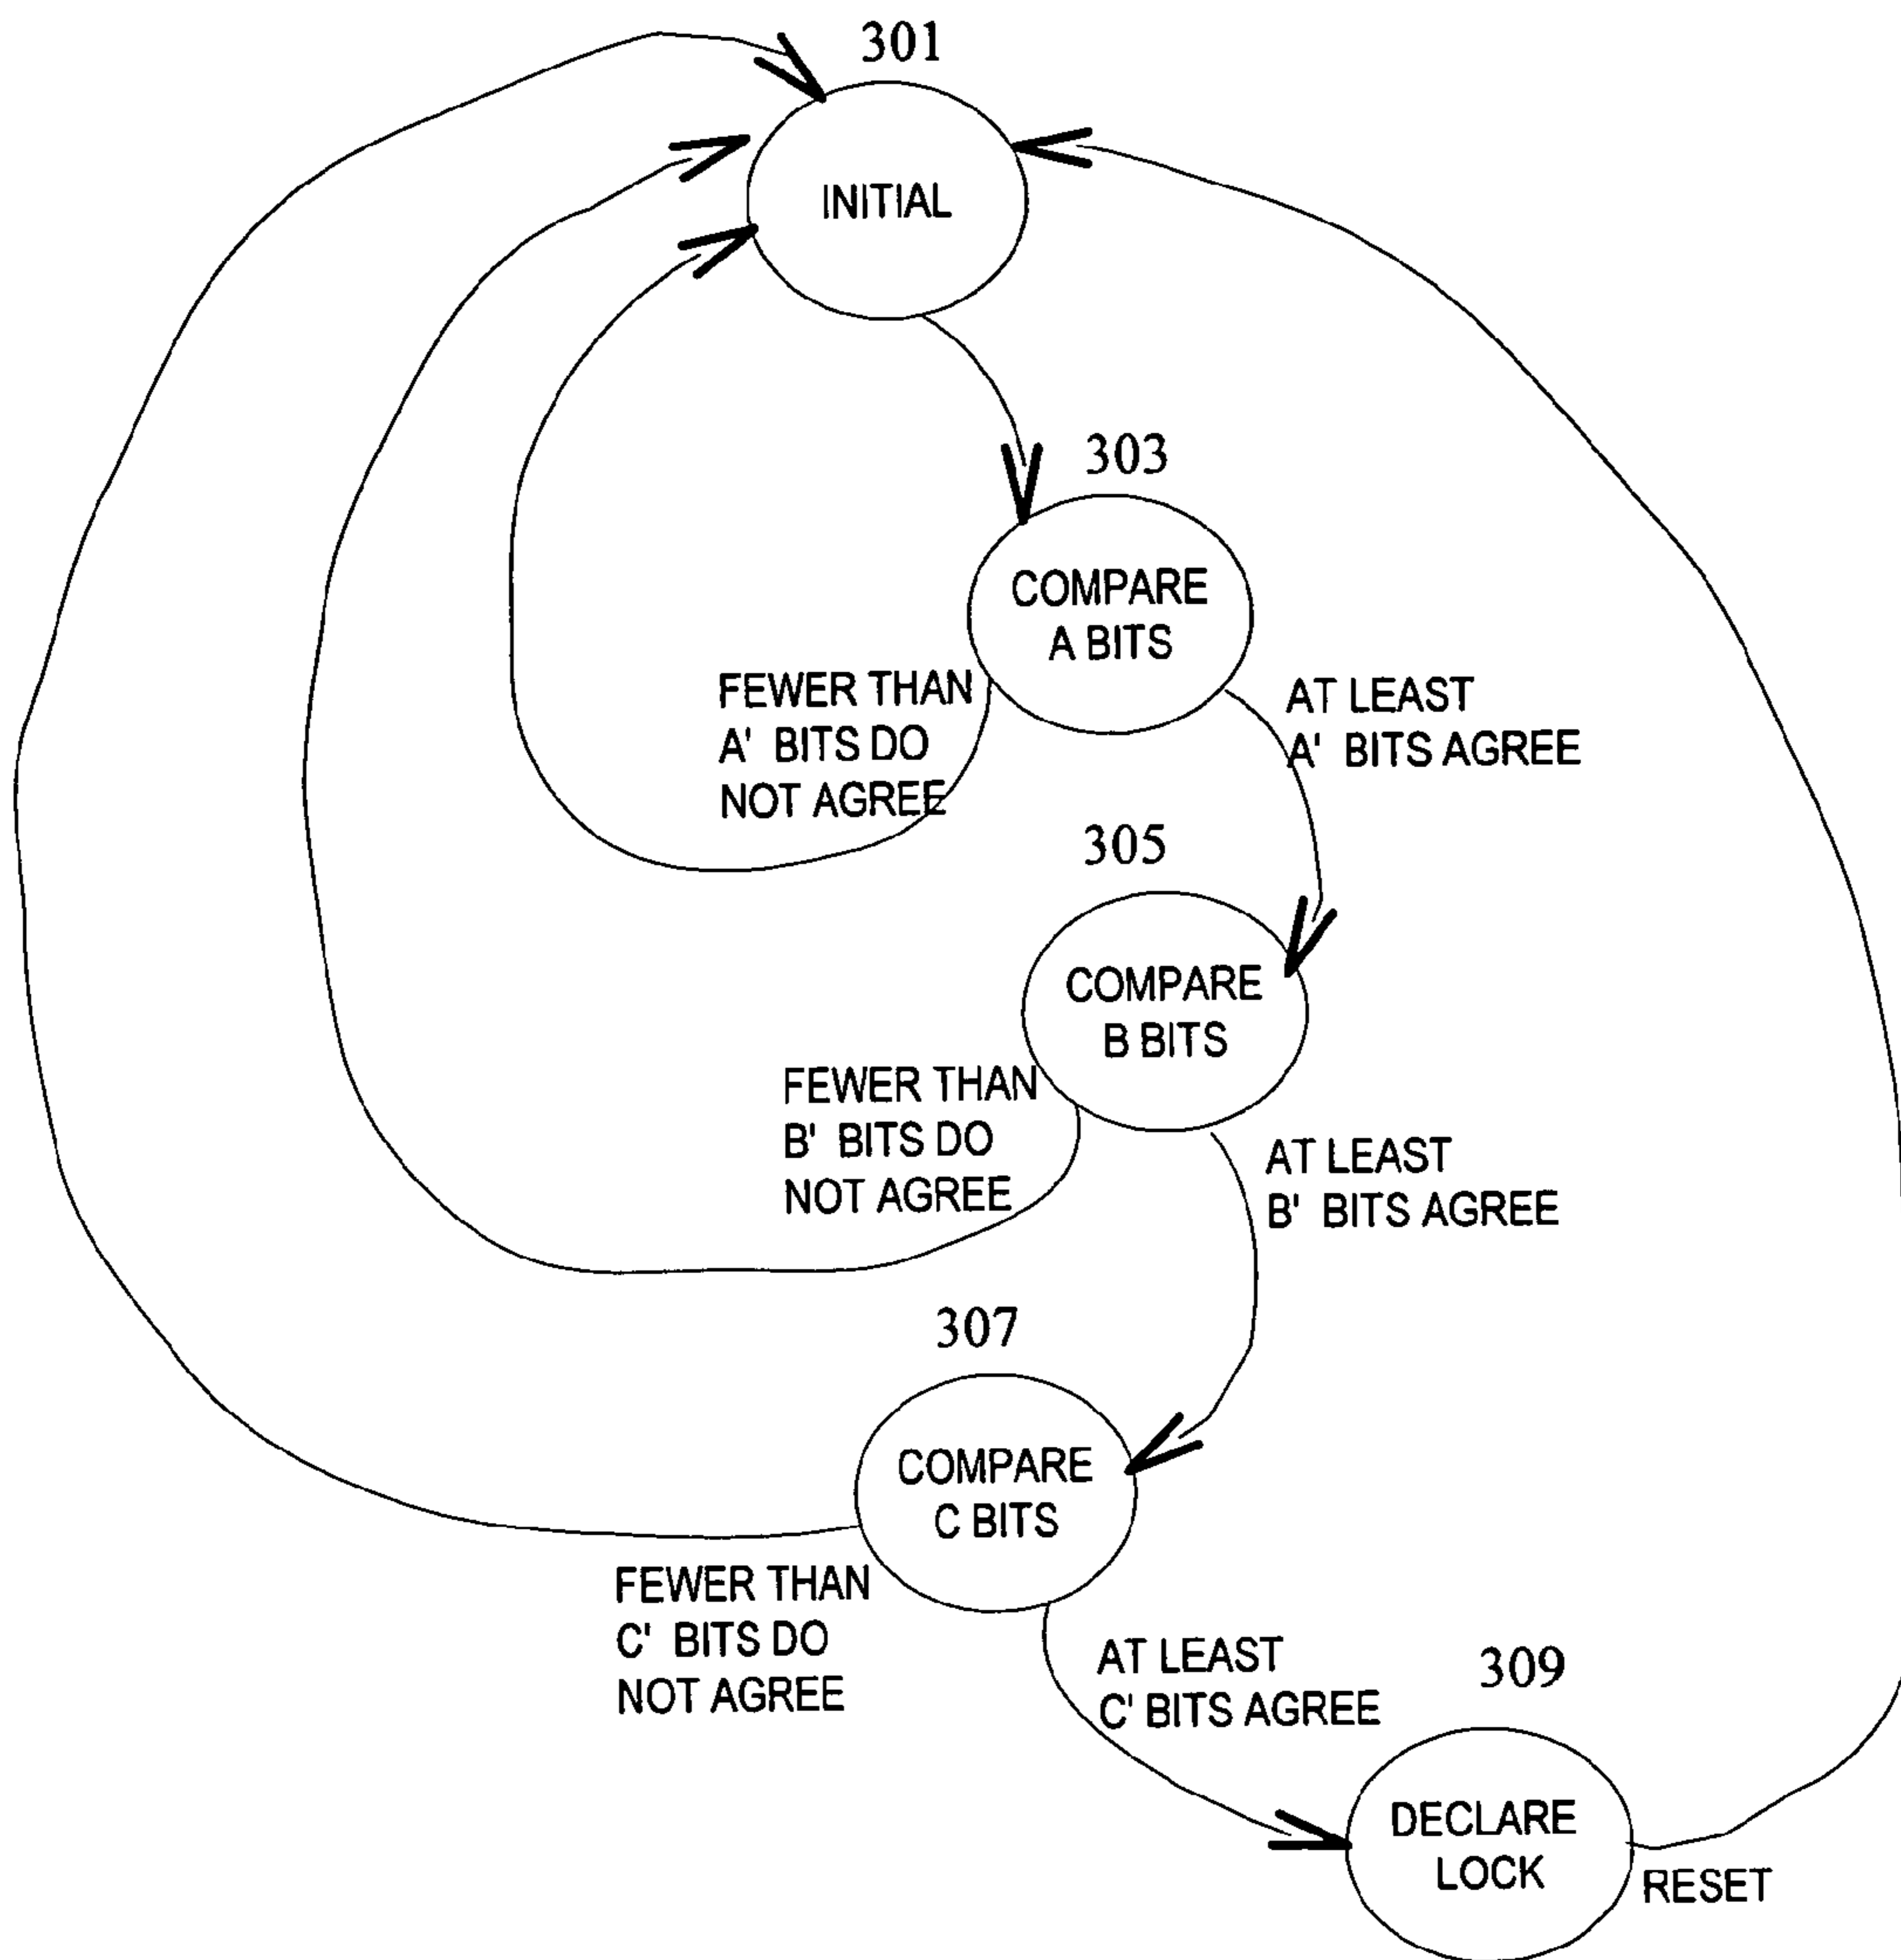 301
INITIAL
303
COMPARE
A BITS
FEWER THAN
A' BITS DO
NOT AGREE
AT LEAST
A' BITS AGREE
305
COMPARE
B BITS
FEWER THAN
B' BITS DO
NOT AGREE
AT LEAST
B' BITS AGREE
307
COMPARE
C BITS
FEWER THAN
C' BITS DO
NOT AGREE
AT LEAST
C' BITS AGREE
309
DECLARE
LOCK
RESET